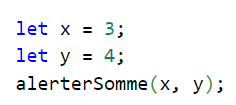 let x = 3;
let y = 4;
alerterSomme(x, y);